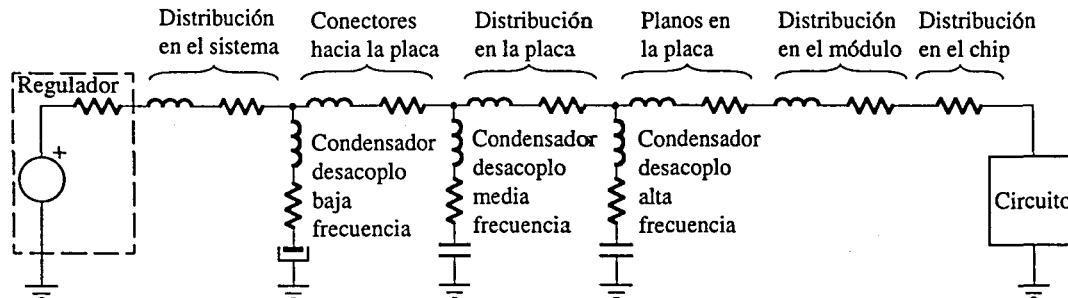 Distribución
en el sistema
Conectores
hacia la placa
Distribución
en la placa
Planos en
la placa
Distribución
en el módulo
Distribución
en el chip
Regulador
+
Condensador
desacoplo
baja
frecuencia
Condensador
desacoplo
media
frecuencia
Condensador
desacoplo
alta
frecuencia
Circuito